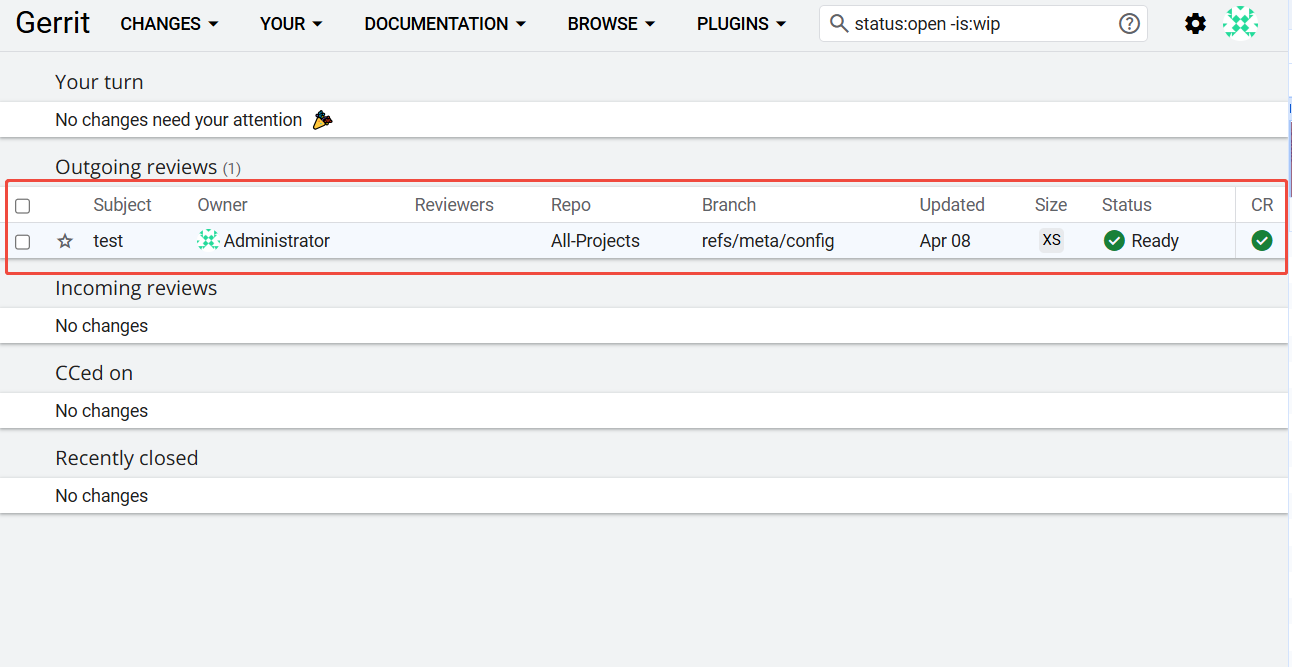 Gerrit CHANGES YOUR DOCUMENTATION BROWSE PLUGINS status:open -is:wip
Your turn
No changes need your attention
Outgoing reviews (1)
Subject Owner Reviewers Repo Branch Updated Size Status CR
test Administrator All-Projects refs/meta/config Apr 08 XS Ready
Incoming reviews
No changes
CCed on
No changes
Recently closed
No changes